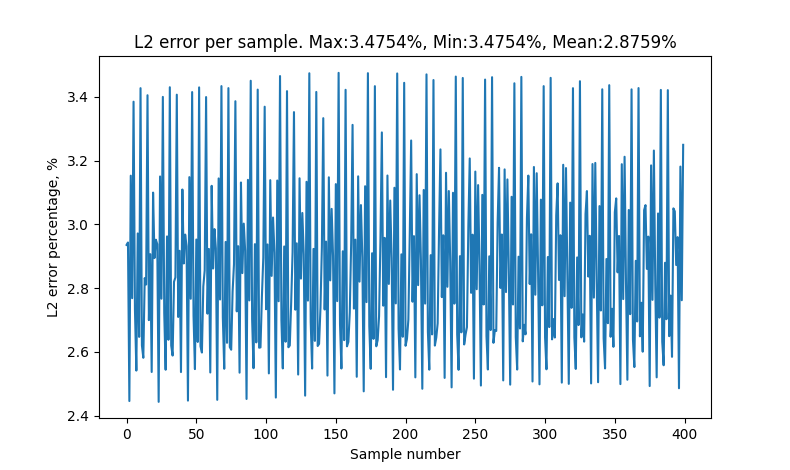 L2 error per sample. Max:3.4754%, Min:3.4754%, Mean:2.8759%
L2 error percentage, %
3.4
3.2
3.0
2.8
2.6
2.4
0 50 100 150 200 250 300 350 400
Sample number